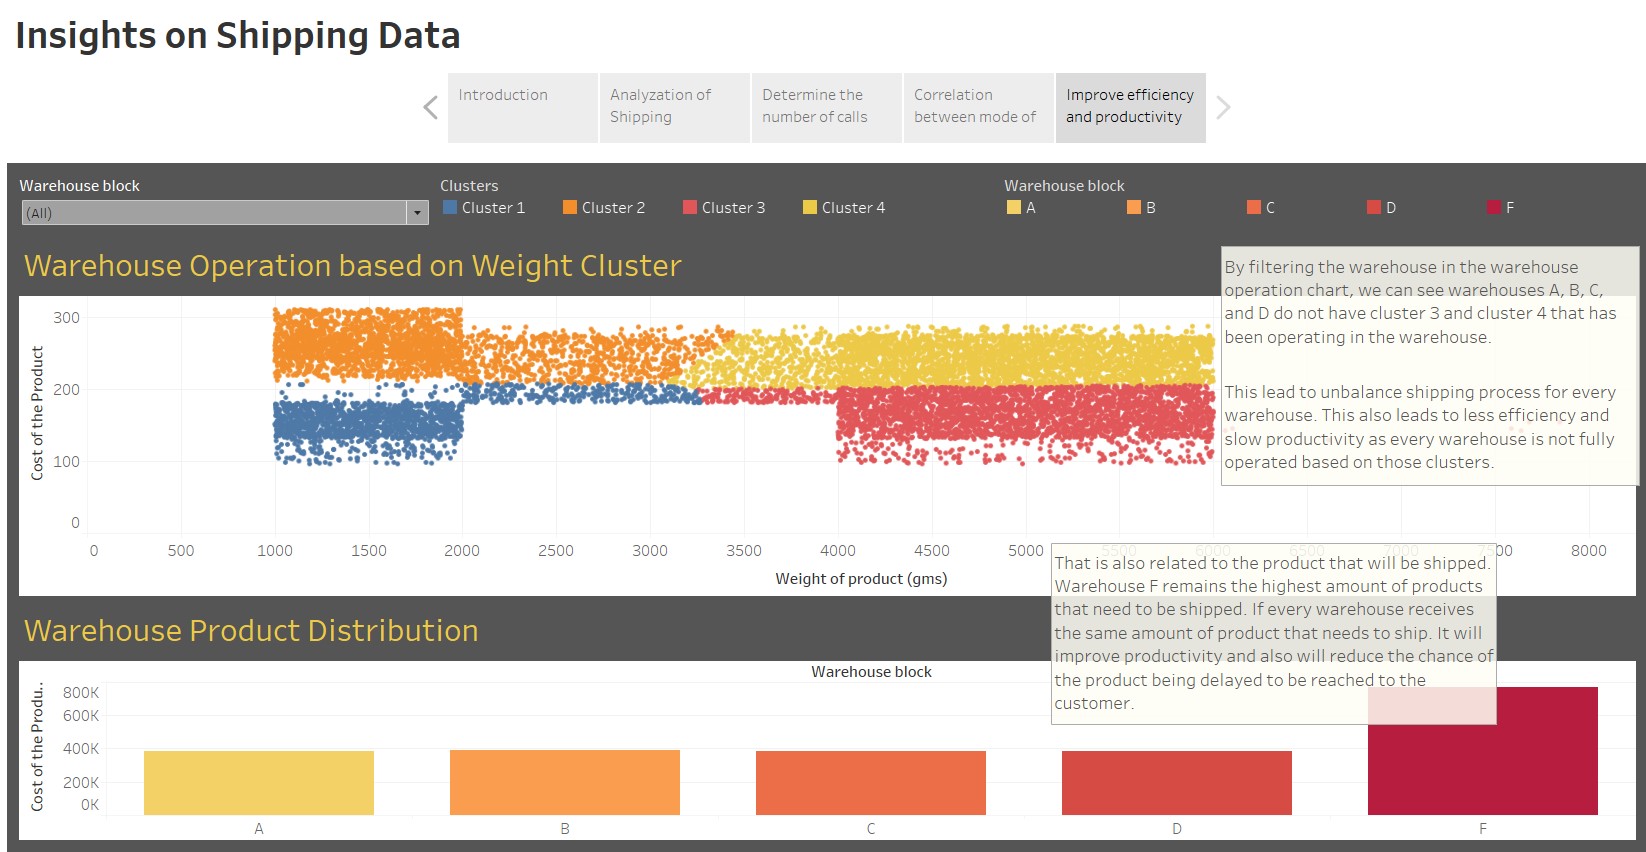 Insights on Shipping Data
Introduction
Analyzation of
Shipping
Determine the
number of calls
Correlation
between mode of
Improve efficiency
and productivity
Warehouse block
(All)
Clusters
Cluster 1
Cluster 2
Cluster 3
Cluster 4
Warehouse block
A
B
C
D
F
Warehouse Operation based on Weight Cluster
By filtering the warehouse in the warehouse
operation chart, we can see warehouses A, B, C,
and D do not have cluster 3 and cluster 4 that has
been operating in the warehouse.
This lead to unbalance shipping process for every
warehouse. This also leads to less efficiency and
slow productivity as every warehouse is not fully
operated based on those clusters.
Cost of the Product
300
200
100
0
0 500 1000 1500 2000 2500 3000 3500 4000 4500 5000 5500 6000 6500 7000 7500 8000
Weight of product (gms)
That is also related to the product that will be shipped.
Warehouse F remains the highest amount of products
that need to be shipped. If every warehouse receives
the same amount of product that needs to ship. It will
improve productivity and also will reduce the chance of
the product being delayed to be reached to the
customer.
Warehouse Product Distribution
Warehouse block
Cost of the Produ..
800K
600K
400K
200K
0K
A B C D F